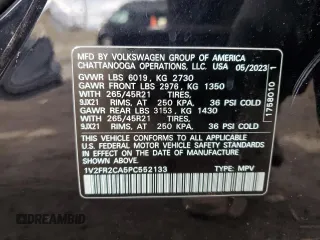 MFD. BY VOLKSWAGEN GROUP OF AMERICA
CHATTANOOGA OPERATIONS, LLC. USA 05/2023
GVWR LBS 6019, KG 2730
GAWR FRONT LBS 2976, KG 1350
WITH 265/45R21 TIRES,
9JX21 RIMS, AT 250 KPA, 36 PSI COLD
GAWR REAR LBS 3153, KG 1430
WITH 265/45R21 TIRES,
9JX21 RIMS, AT 250 KPA, 36 PSI COLD
THIS VEHICLE CONFORMS TO ALL APPLICABLE
U.S. FEDERAL MOTOR VEHICLE SAFETY STANDARDS
IN EFFECT ON THE DATE OF MANUFACTURE
SHOWN ABOVE.
1V2FR2CA5PC552133 TYPE: MPV
1758010 1
DREAMBID